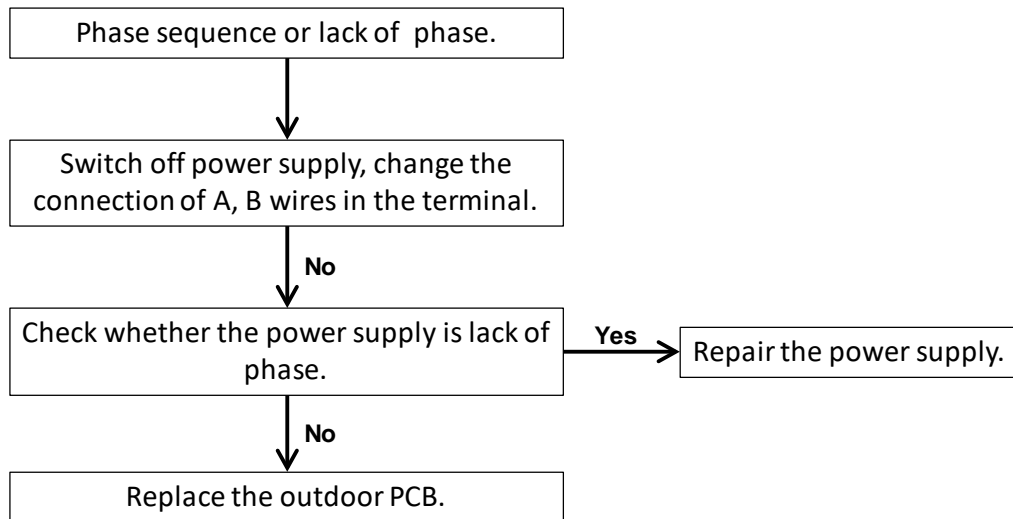 Phase sequence or lack of phase.
Switch off power supply, change the
connection of A, B wires in the terminal.
No
Check whether the power supply is lack of
phase.
Yes
Repair the power supply.
No
Replace the outdoor PCB.